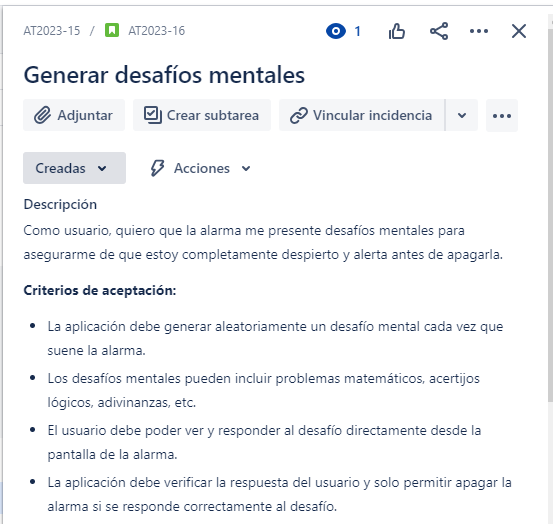 AT2023-15 / AT2023-16 1
Generar desafíos mentales
Adjuntar Crear subtarea Vincular incidencia
Creadas Acciones
Descripción
Como usuario, quiero que la alarma me presente desafíos mentales para
asegurarme de que estoy completamente despierto y alerta antes de apagarla.
Criterios de aceptación:
• La aplicación debe generar aleatoriamente un desafío mental cada vez que
suene la alarma.
• Los desafíos mentales pueden incluir problemas matemáticos, acertijos
lógicos, adivinanzas, etc.
• El usuario debe poder ver y responder al desafío directamente desde la
pantalla de la alarma.
• La aplicación debe verificar la respuesta del usuario y solo permitir apagar la
alarma si se responde correctamente al desafío.